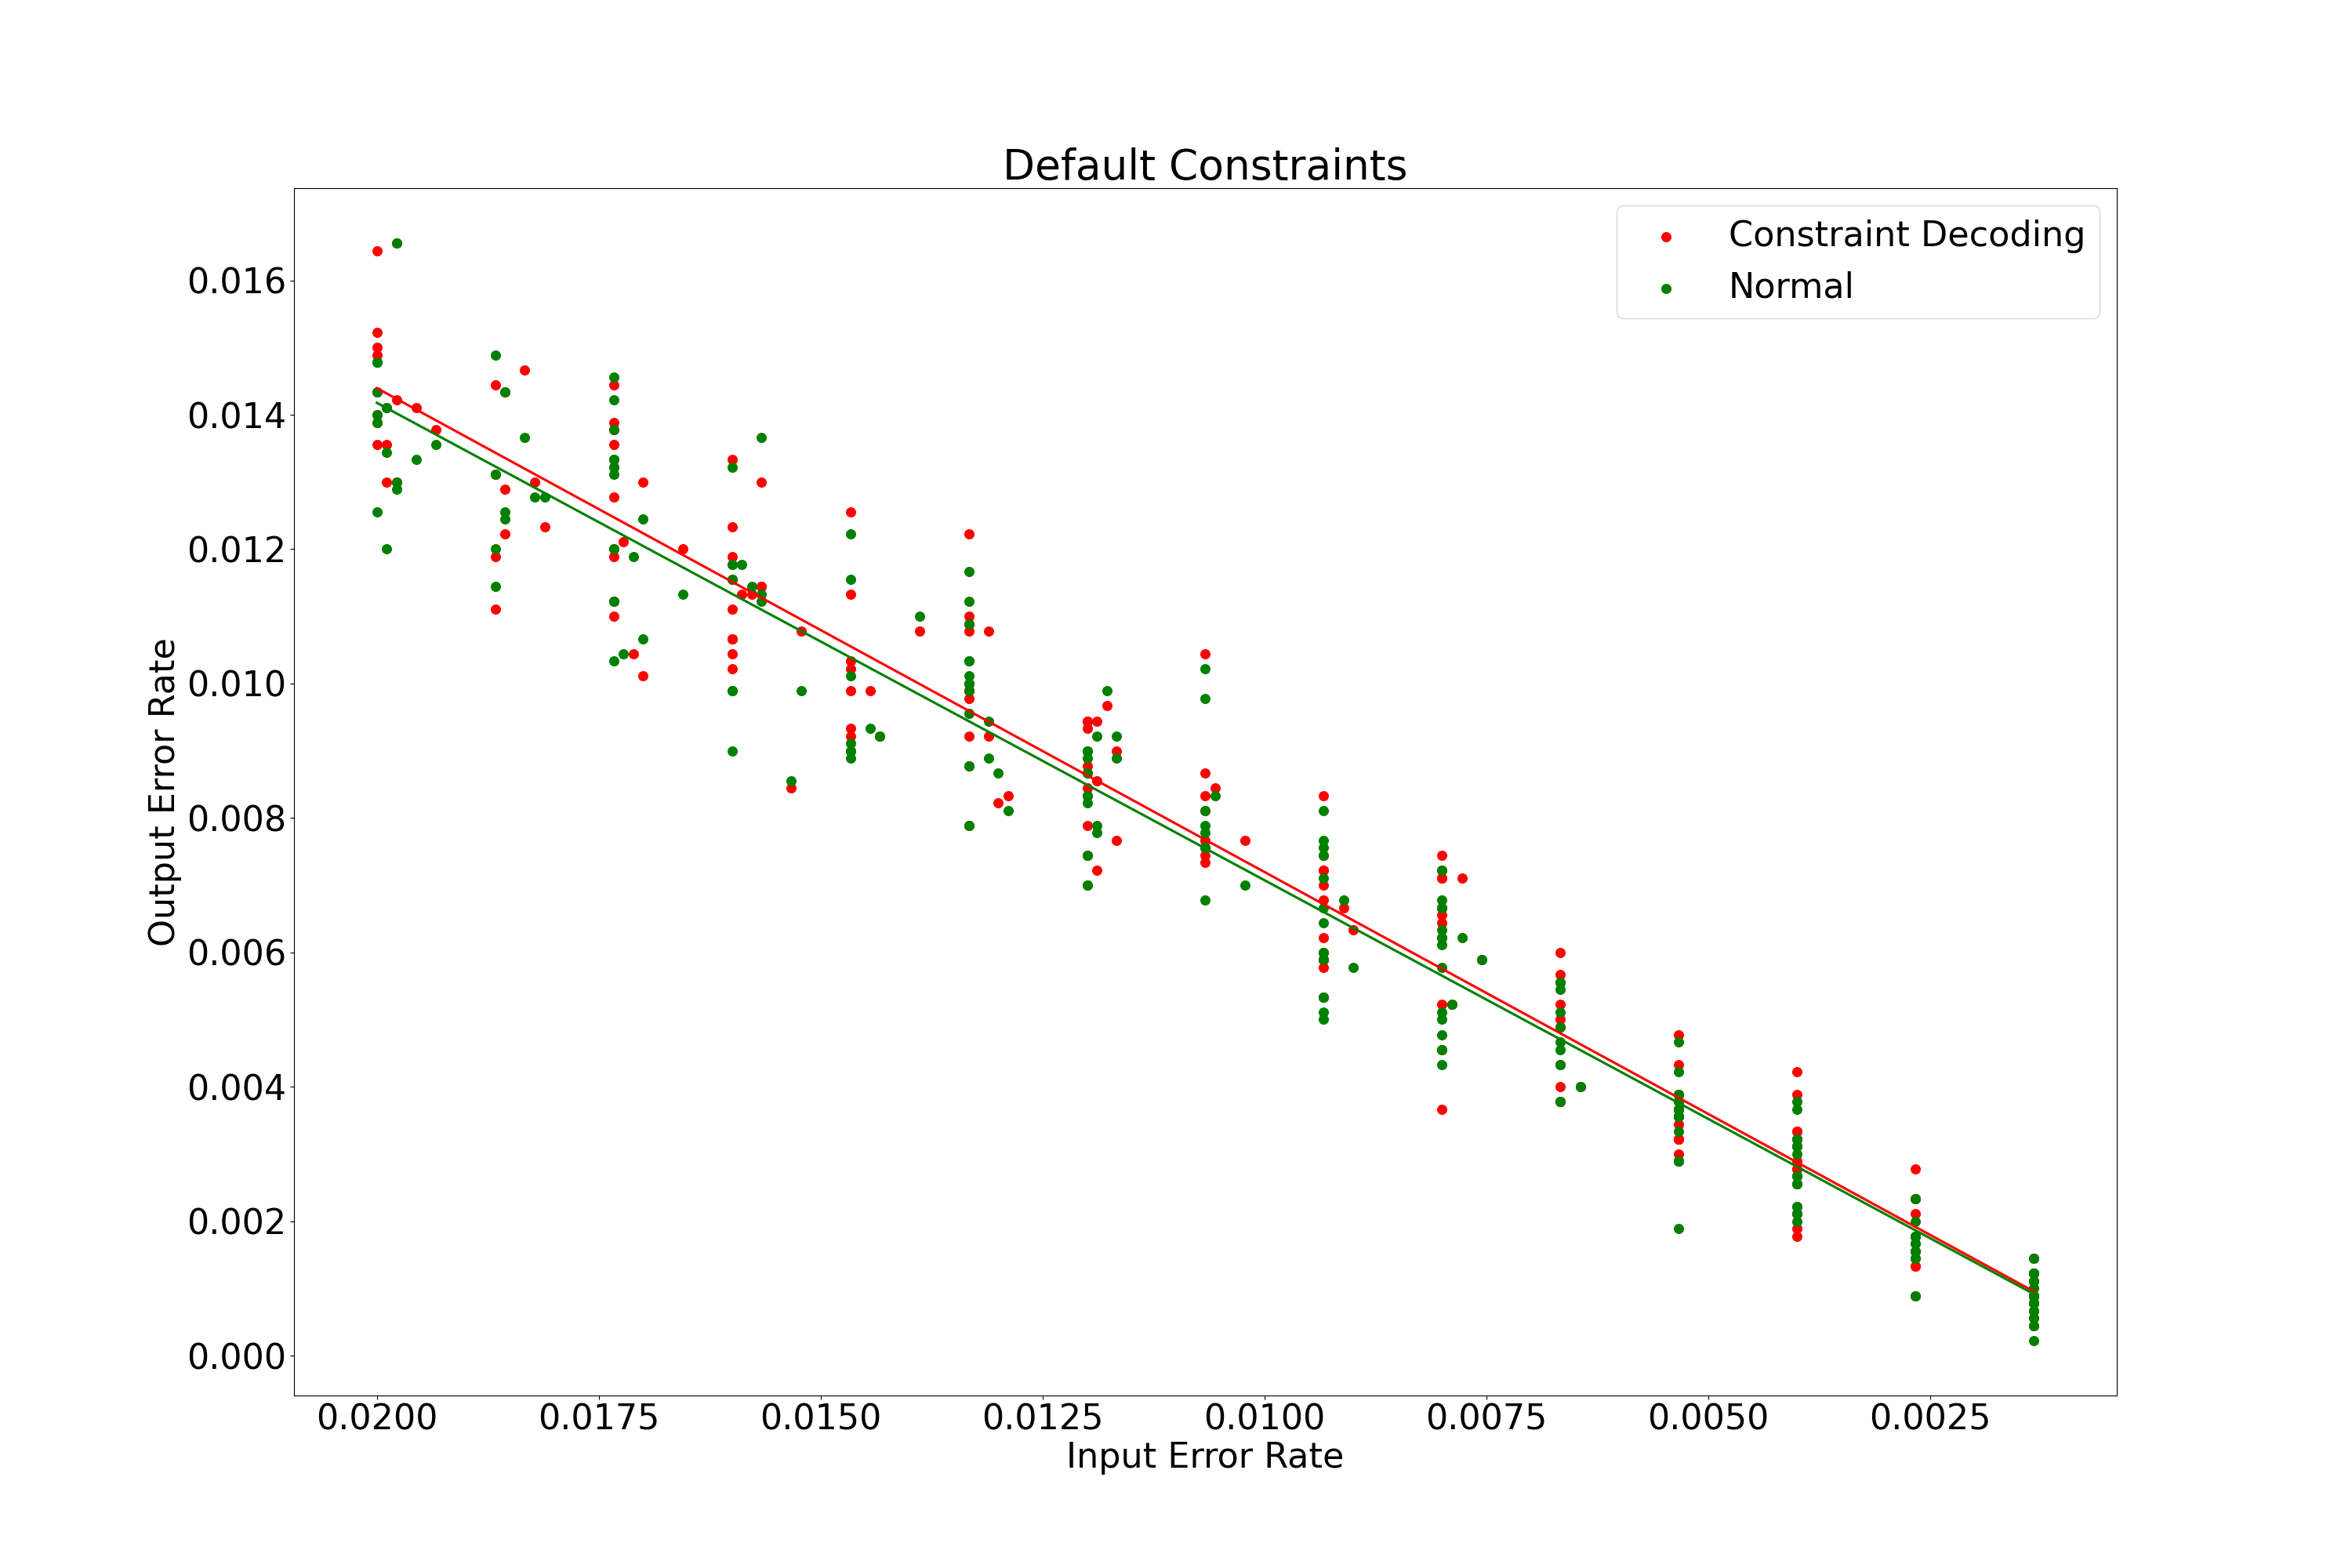 Default Constraints
Constraint Decoding
Normal
Output Error Rate
0.016
0.014
0.012
0.010
0.008
0.006
0.004
0.002
0.000
0.0200 0.0175 0.0150 0.0125 0.0100 0.0075 0.0050 0.0025
Input Error Rate